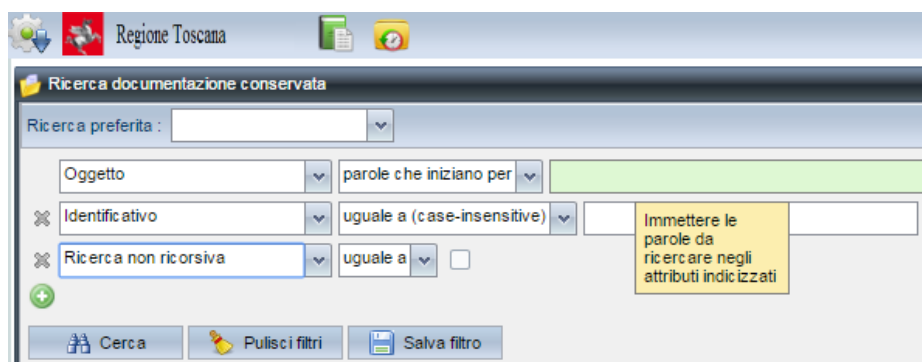 Regione Toscana
Ricerca documentazione conservata
Ricerca preferita :
Oggetto parole che iniziano per
Identificativo uguale a (case-insensitive)
Ricerca non ricorsiva uguale a
Immettere le
parole da
ricercare negli
attributi indicizzati
Cerca Pulisci filtri Salva filtro